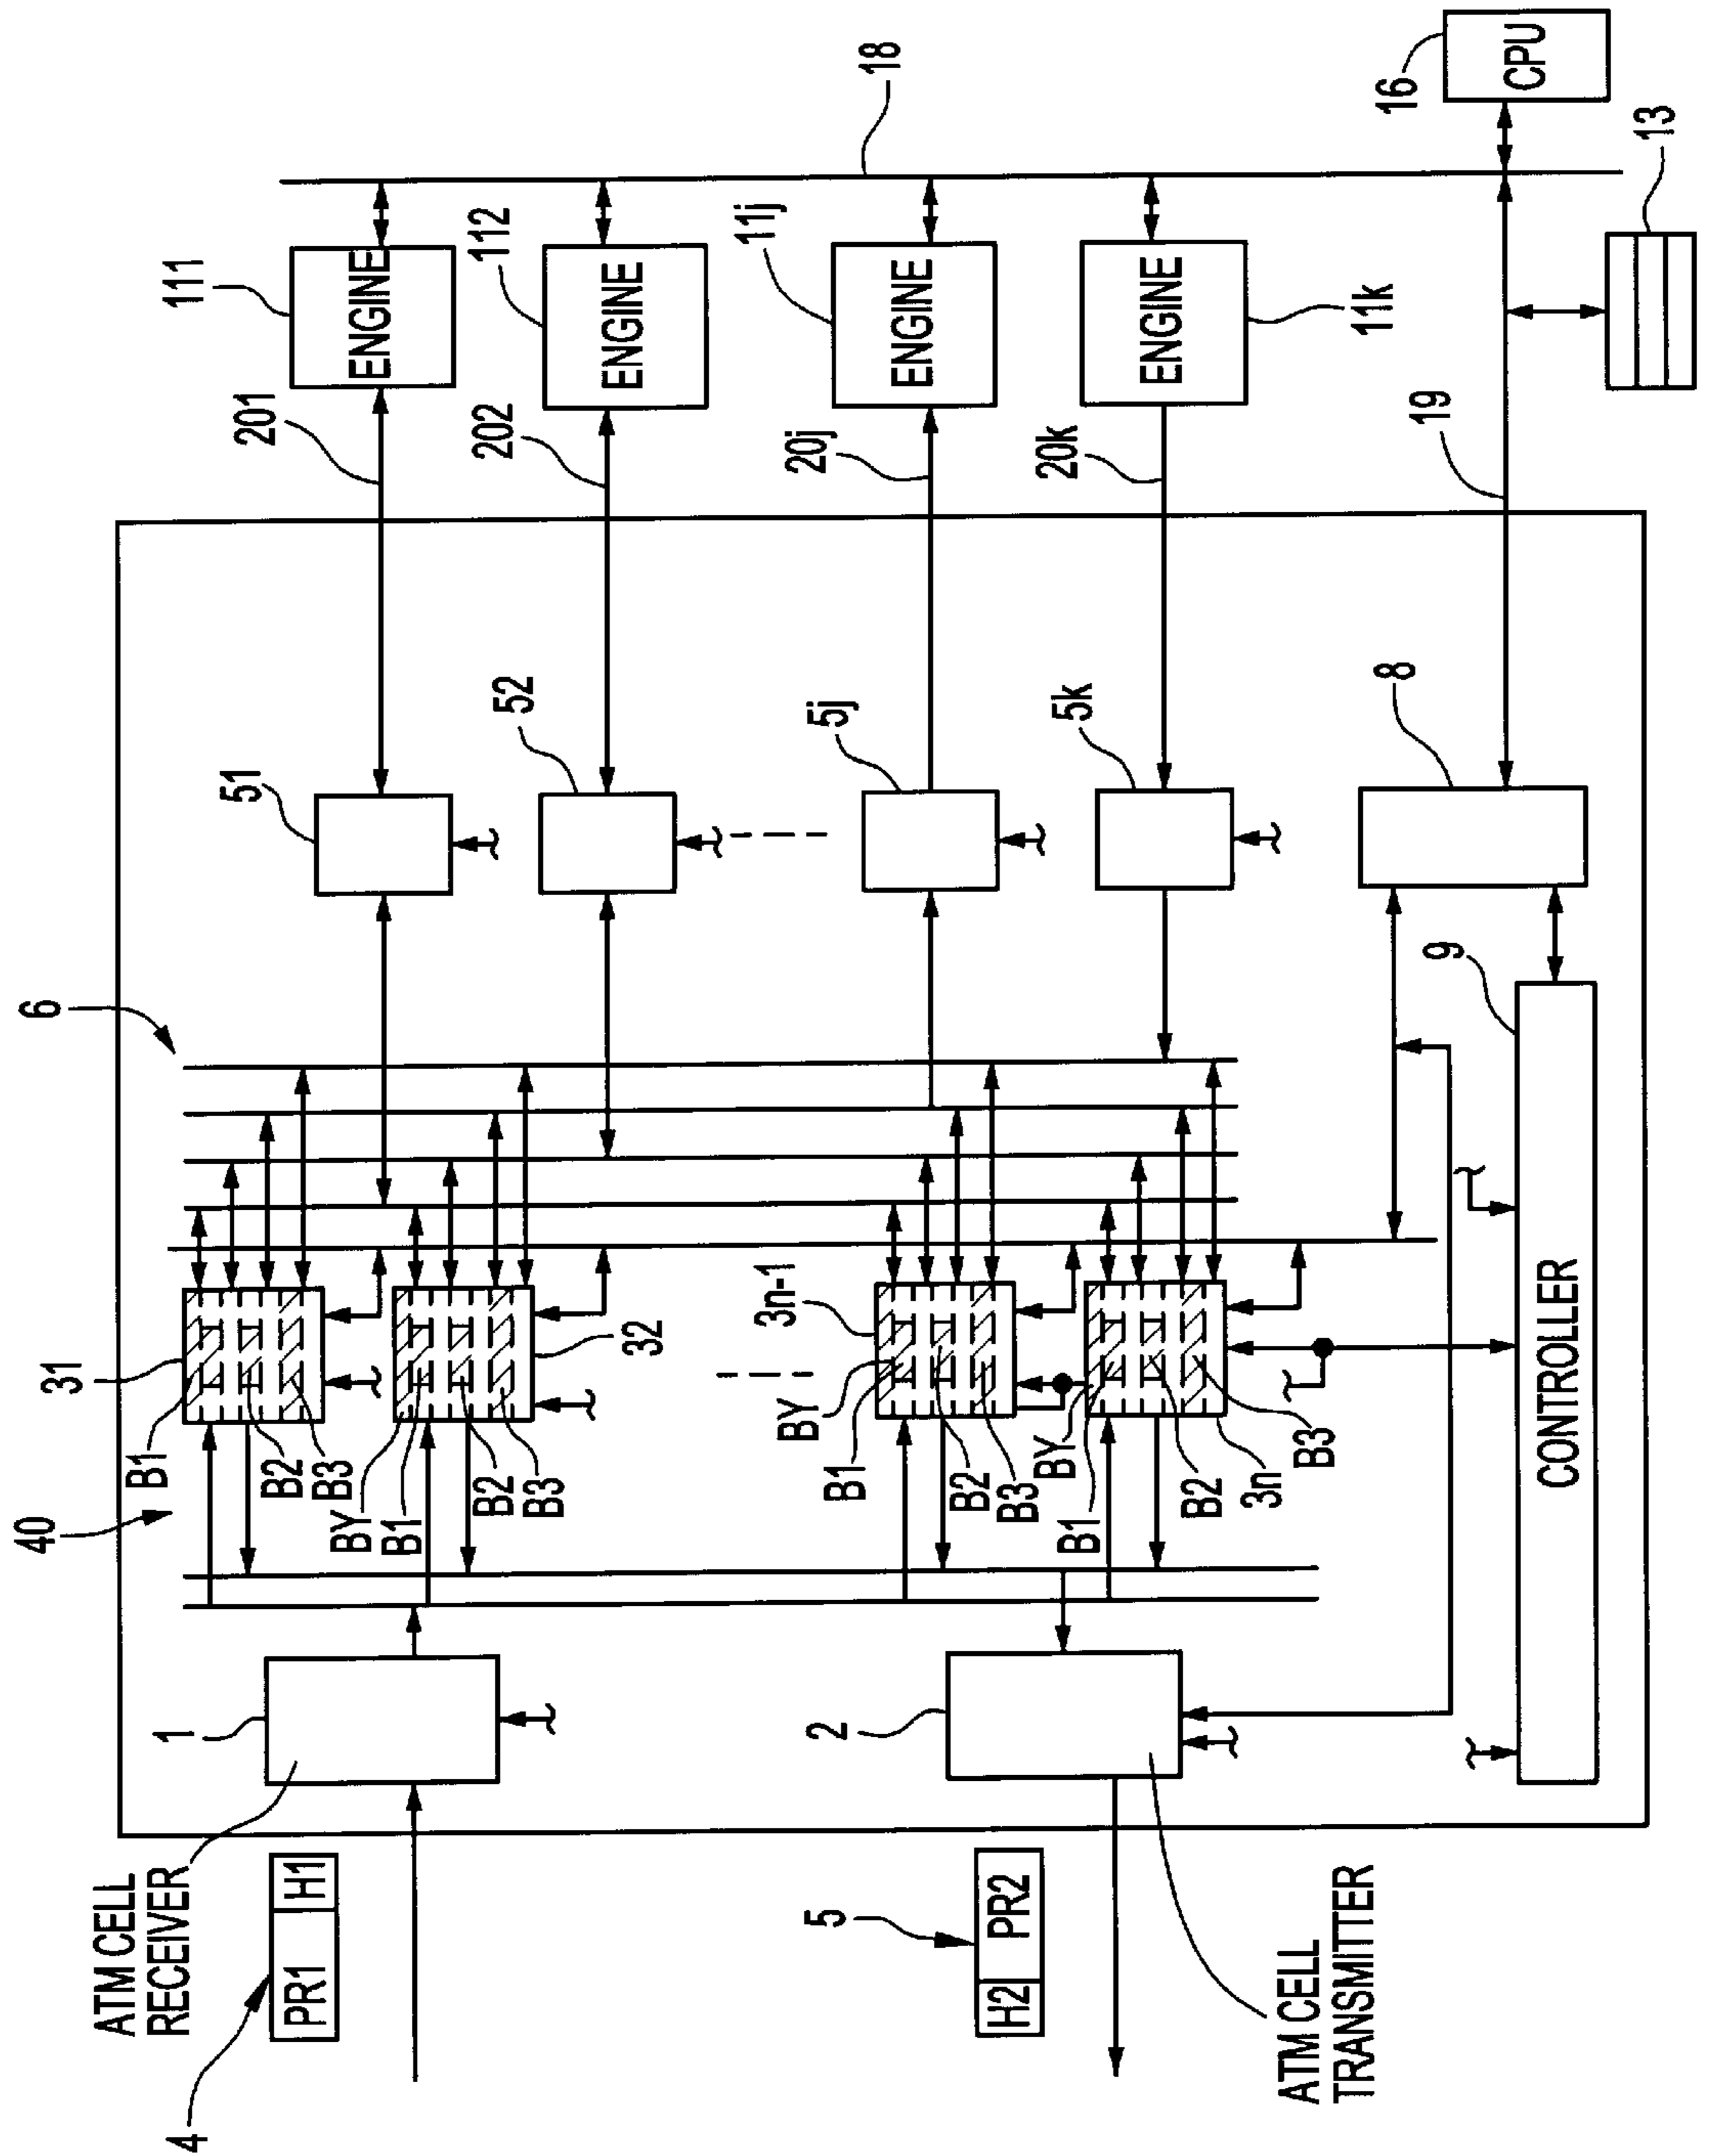 4
ATM CELL
RECEIVER
PR1 H1
1
40
31
6
B1
B2
B3
51
201
111
BY
B1
B2
B3
32
52
202
112
18
5
H2 PR2
2
B1
BY
B2
B3
3n-1
5j
20j
11j
BY
B1
B2
3n
B3
5k
20k
11k
ATM CELL
TRANSMITTER
8
19
16
9
13
ENGINE
ENGINE
ENGINE
ENGINE
CPU
CONTROLLER